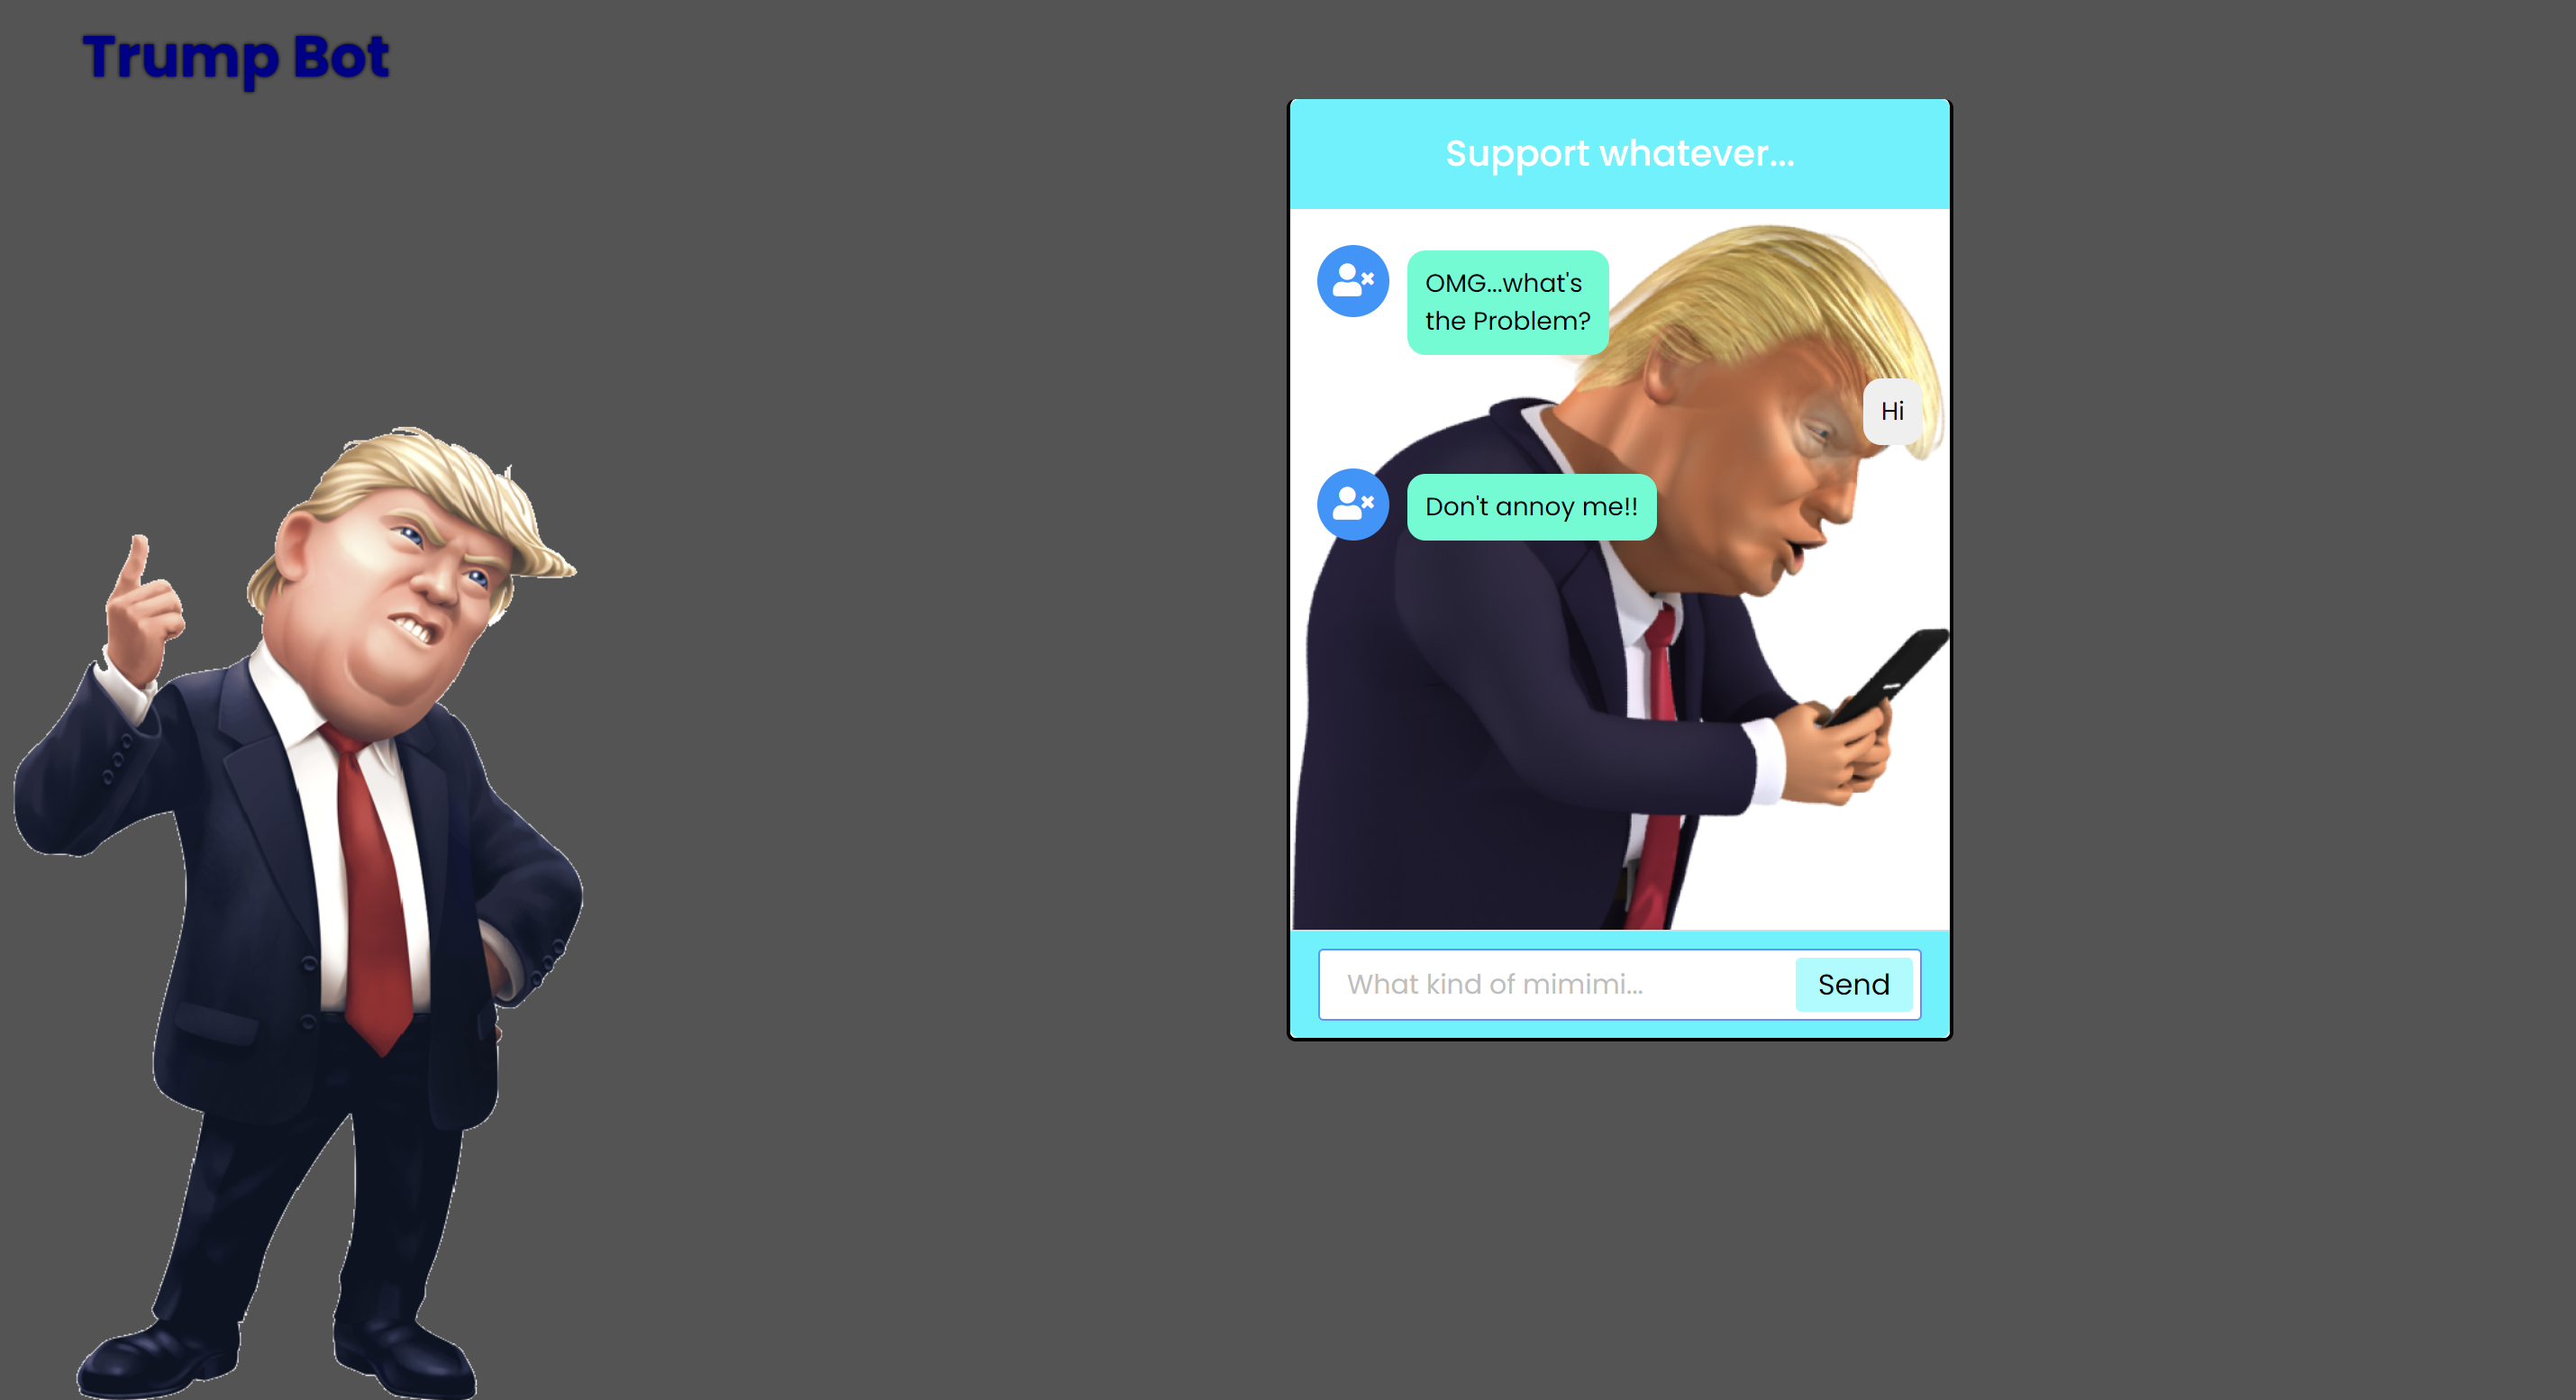 Trump Bot
Support whatever...
OMG...what's
the Problem?
Hi
Don't annoy me!!
What kind of mimimi...
Send